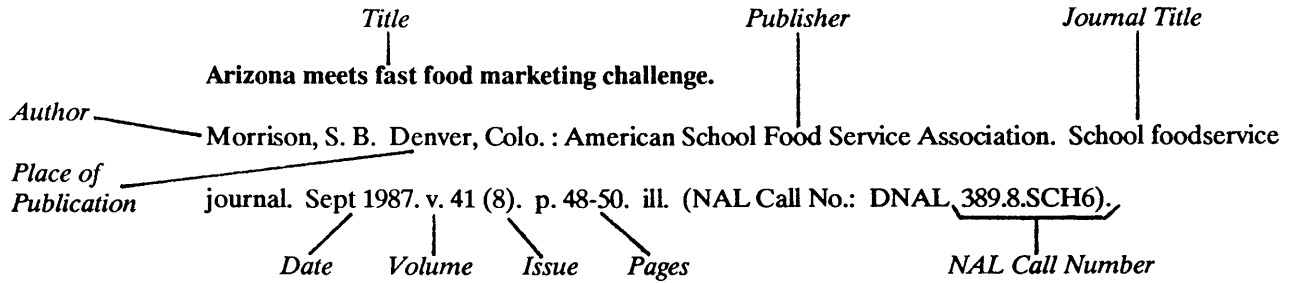 Title Publisher Journal Title
Arizona meets fast food marketing challenge.
Author
Morrison, S. B. Denver, Colo. : American School Food Service Association. School foodservice
Place of
Publication
journal. Sept 1987. v. 41 (8). p. 48-50. ill. (NAL Call No.: DNAL 389.8.SCH6).
Date Volume Issue Pages NAL Call Number